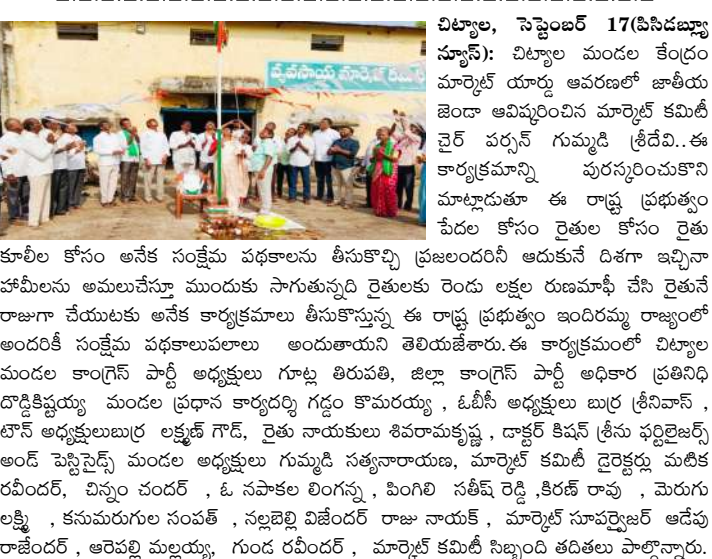 వ్యవసాయ మార్కెట్ కమిటీ
చిట్యాల, సెప్టెంబర్ 17(పిసిడబ్ల్యూ
న్యూస్): చిట్యాల మండల కేంద్రం
మార్కెట్ యార్డు ఆవరణలో జాతీయ
జెండా ఆవిష్కరించిన మార్కెట్ కమిటీ
చైర్ పర్సన్ గుమ్మడి శ్రీదేవి..ఈ
కార్యక్రమాన్ని పురస్కరించుకొని
మాట్లాడుతూ ఈ రాష్ట్ర ప్రభుత్వం
పేదల కోసం రైతుల కోసం రైతు
కూలీల కోసం అనేక సంక్షేమ పథకాలను తీసుకొచ్చి ప్రజలందరినీ ఆదుకునే దిశగా ఇచ్చినా
హామీలను అమలుచేస్తూ ముందుకు సాగుతున్నది రైతులకు రెండు లక్షల రుణమాఫీ చేసి రైతునే
రాజుగా చేయుటకు అనేక కార్యక్రమాలు తీసుకొస్తున్న ఈ రాష్ట్ర ప్రభుత్వం ఇందిరమ్మ రాజ్యంలో
అందరికీ సంక్షేమ పథకాలుపలాలు అందుతాయని తెలియజేశారు.ఈ కార్యక్రమంలో చిట్యాల
మండల కాంగ్రెస్ పార్టీ అధ్యక్షులు గూట్ల తిరుపతి, జిల్లా కాంగ్రెస్ పార్టీ అధికార ప్రతినిధి
దొడ్డికిష్టయ్య మండల ప్రధాన కార్యదర్శి గడ్డం కొమరయ్య , ఓబీసీ అధ్యక్షులు బుర్ర శ్రీనివాస్ ,
టౌన్ అధ్యక్షులుబుర్ర లక్ష్మణ్ గౌడ్, రైతు నాయకులు శివరామకృష్ణ , డాక్టర్ కిషన్ శ్రీను ఫర్టిలైజర్స్
అండ్ పెస్టిసైడ్స్ మండల అధ్యక్షులు గుమ్మడి సత్యనారాయణ, మార్కెట్ కమిటీ డైరెక్టర్లు మటిక
రవీందర్, చిన్నం చందర్ , ఓ నపాకల లింగన్న , పింగిలి సతీష్ రెడ్డి ,కిరణ్ రావు , మెరుగు
లక్ష్మి , కనుమరుగుల సంపత్ , నల్లబెల్లి విజేందర్ రాజు నాయక్ , మార్కెట్ సూపర్వైజర్ ఆడేపు
రాజేందర్ , ఆరెపల్లి మల్లయ్య, గుండ రవీందర్ , మార్కెట్ కమిటీ సిబ్బంది తదితలు పాల్గొన్నారు.